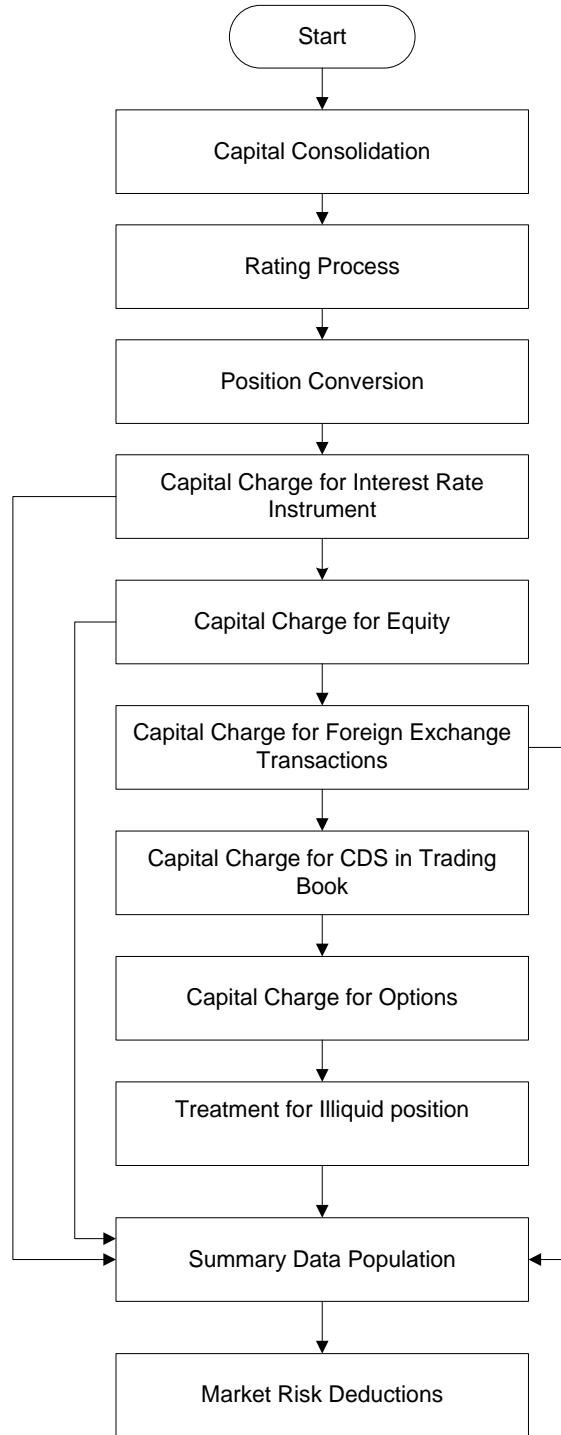 Start
Capital Consolidation
Rating Process
Position Conversion
Capital Charge for Interest Rate
Instrument
Capital Charge for Equity
Capital Charge for Foreign Exchange
Transactions
Capital Charge for CDS in Trading
Book
Capital Charge for Options
Treatment for Illiquid position
Summary Data Population
Market Risk Deductions